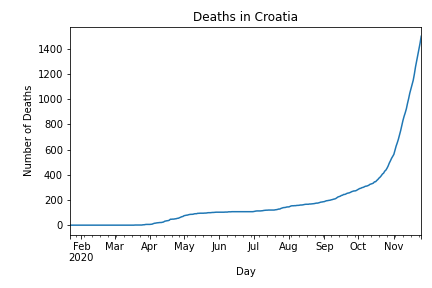 Deaths in Croatia
Number of Deaths
1400
1200
1000
800
600
400
200
0
Feb Mar Apr May Jun Jul Aug Sep Oct Nov
2020
Day